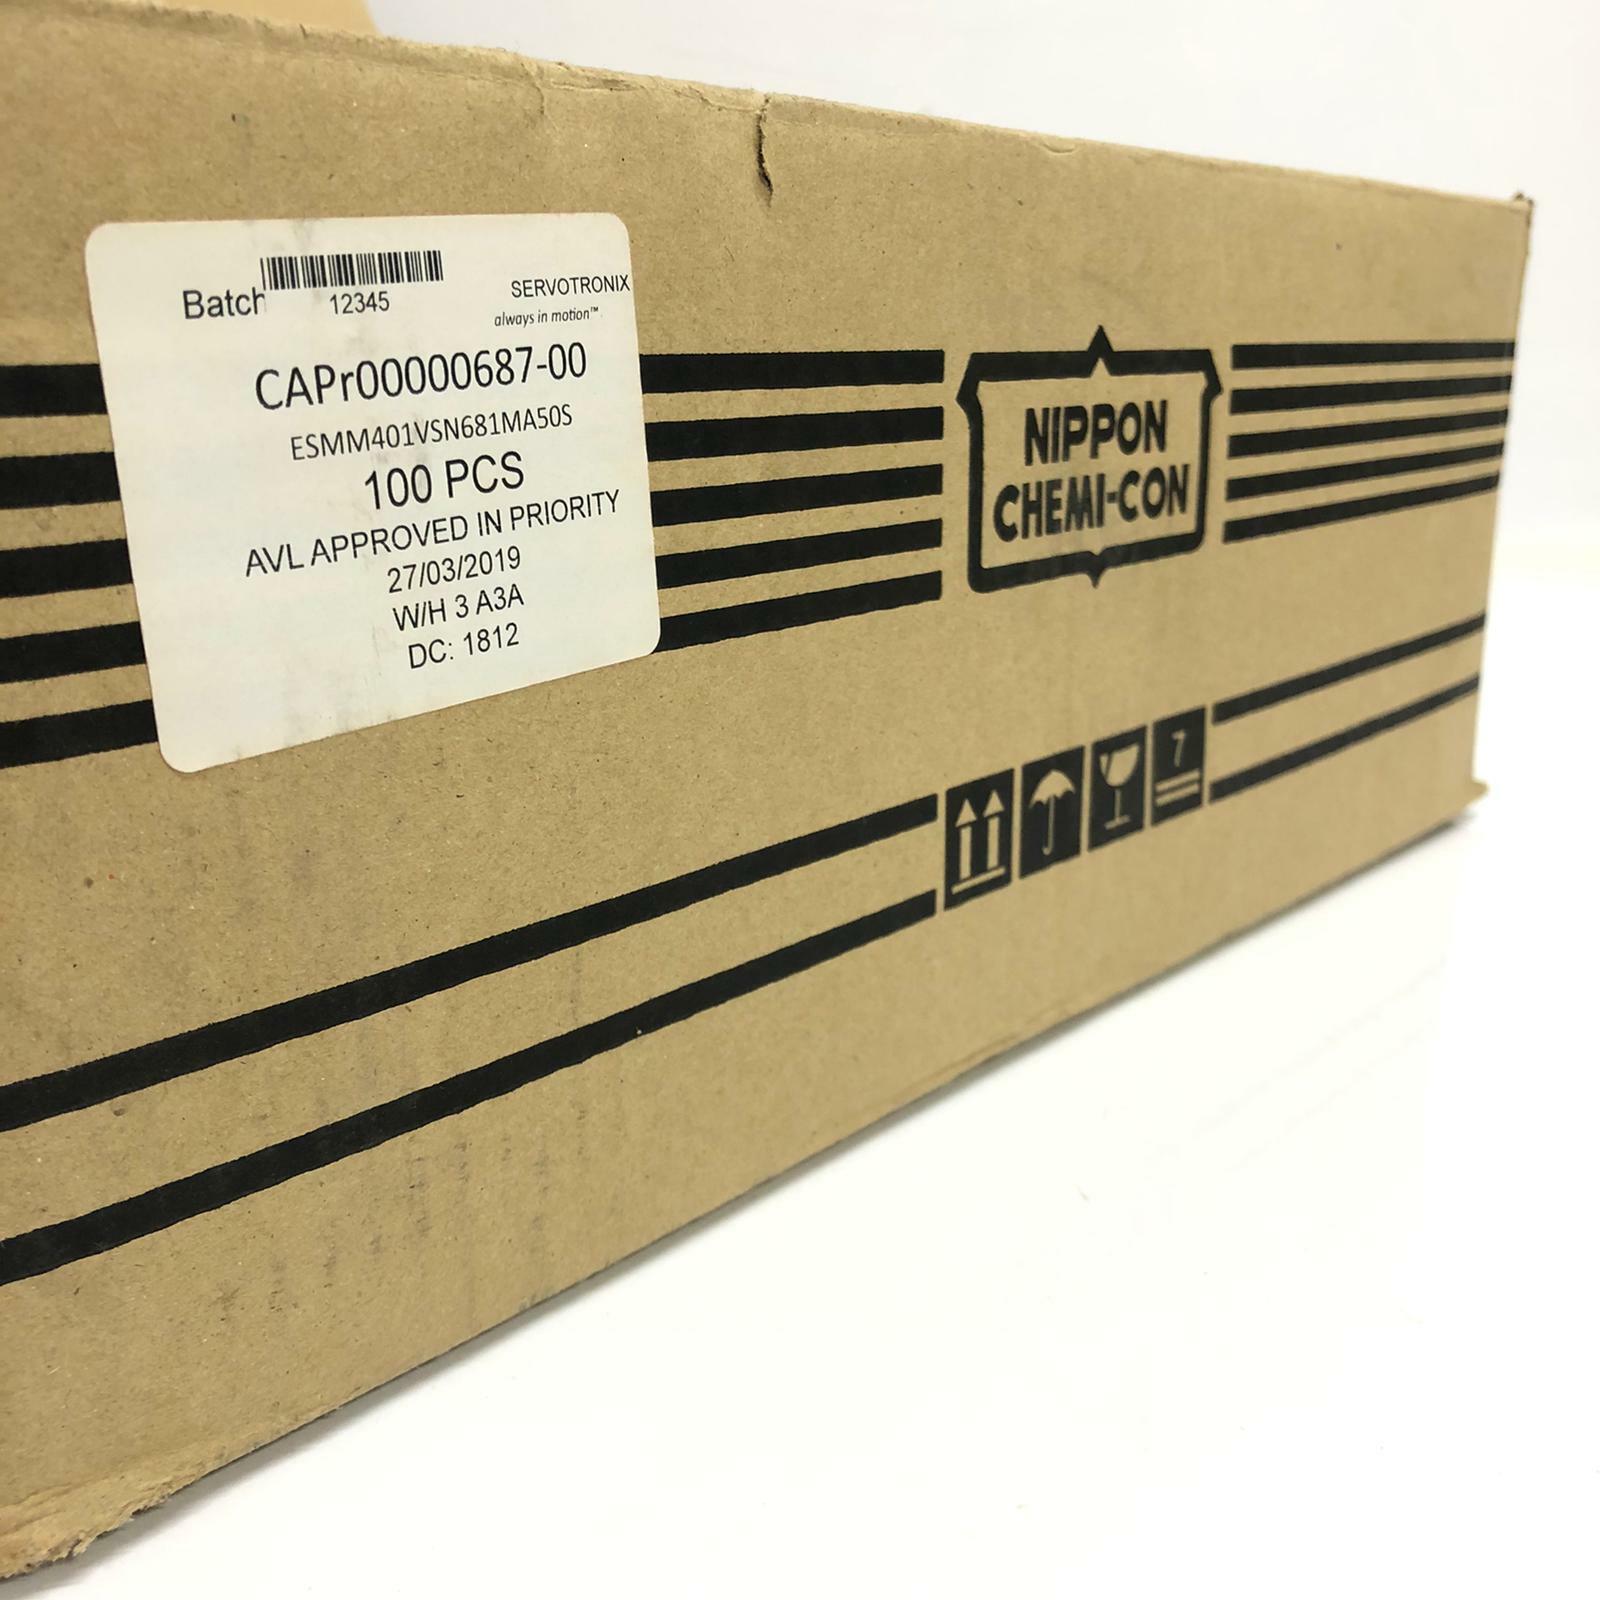 Batch
12345
SERVOTRONIX
always in motion™
CAPr00000687-00
ESMM401VSN681MA50S
100 PCS
AVL APPROVED IN PRIORITY
27/03/2019
W/H 3 A3A
DC: 1812
NIPPON
CHEMI-CON
7